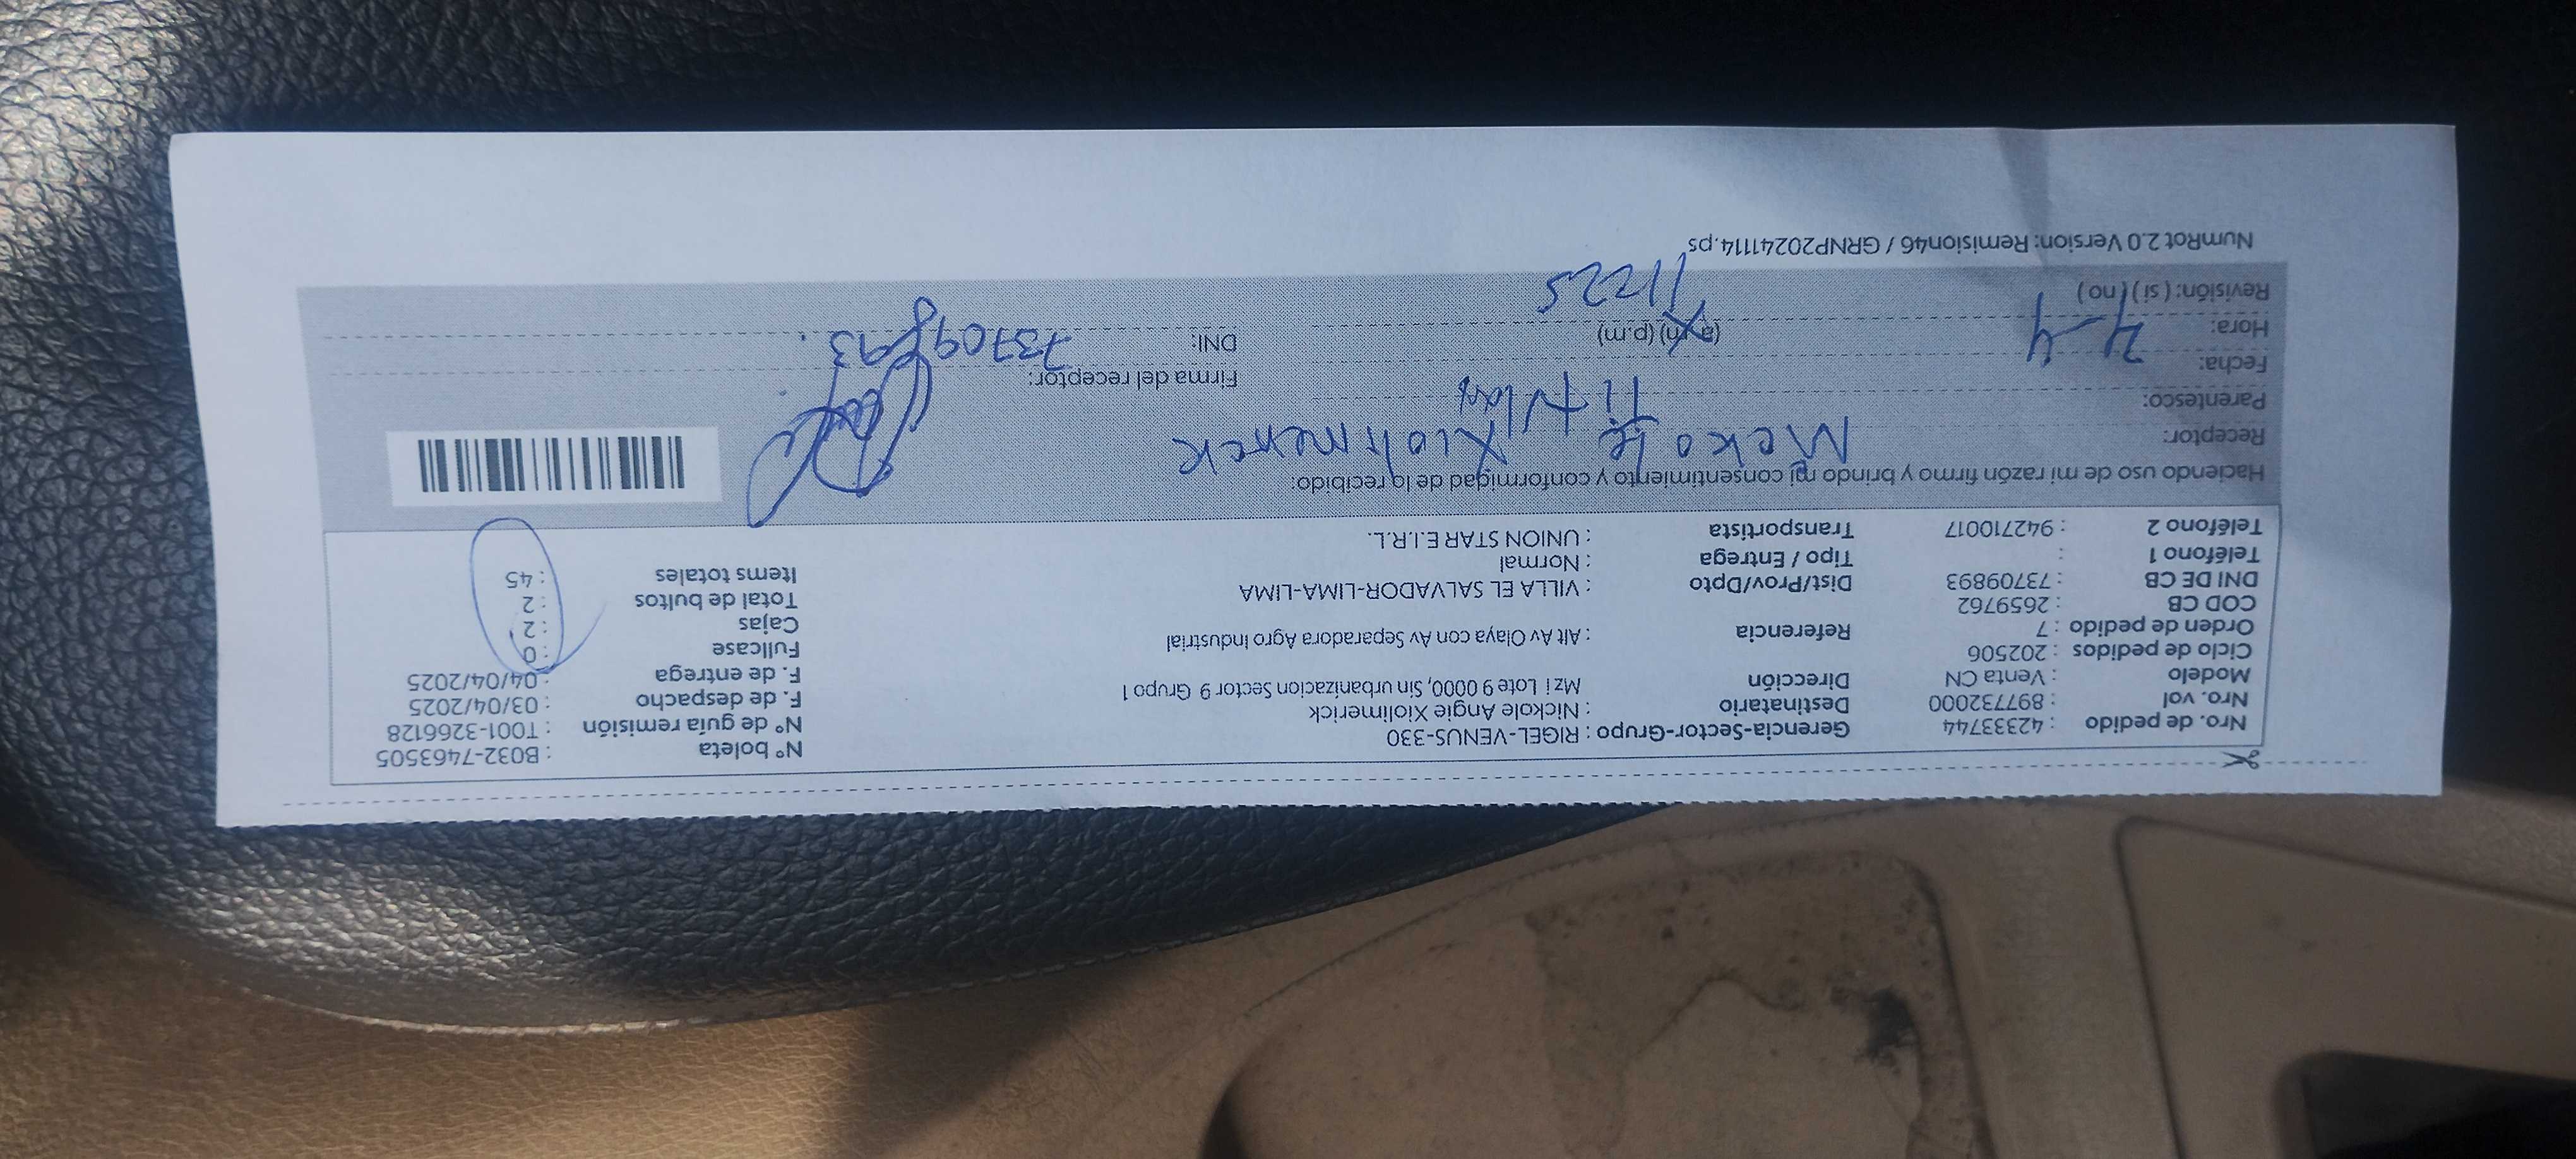 Nro. de pedido : 42333744 Gerencia-Sector-Grupo : RIGEL-VENUS-330 N° boleta : B032-7463505
Nro. vol : 897732000 Destinatario : Nickole Angie Xiolimerick N° de guía remisión : T001-3266128
Modelo : Venta CN Dirección Mz i Lote 9 0000, Sin urbanizacion Sector 9 Grupo 1 F. de despacho : 03/04/2025
Ciclo de pedidos : 202506 F. de entrega : 04/04/2025
Orden de pedido : 7 Referencia : Alt Av Olaya con Av Separadora Agro Industrial Fullcase : 0
COD CB : 2659762 Cajas : 2
DNI DE CB : 73709893 Dist/Prov/Dpto : VILLA EL SALVADOR-LIMA-LIMA Total de bultos : 2
Teléfono 1 : Tipo / Entrega : Normal Items totales : 45
Teléfono 2 : 942710017 Transportista : UNION STAR E.I.R.L.
Haciendo uso de mi razón firmo y brindo mi consentimiento y conformidad de lo recibido:
Receptor:
Parentesco: Titular
Fecha: 4-4 Firma del receptor:
Hora: 11:25 (a.m) (p.m) DNI: 73709893
Revisión: ( si ) ( no )
NumRot 2.0 Version: Remision46 / GRNP20241114.ps